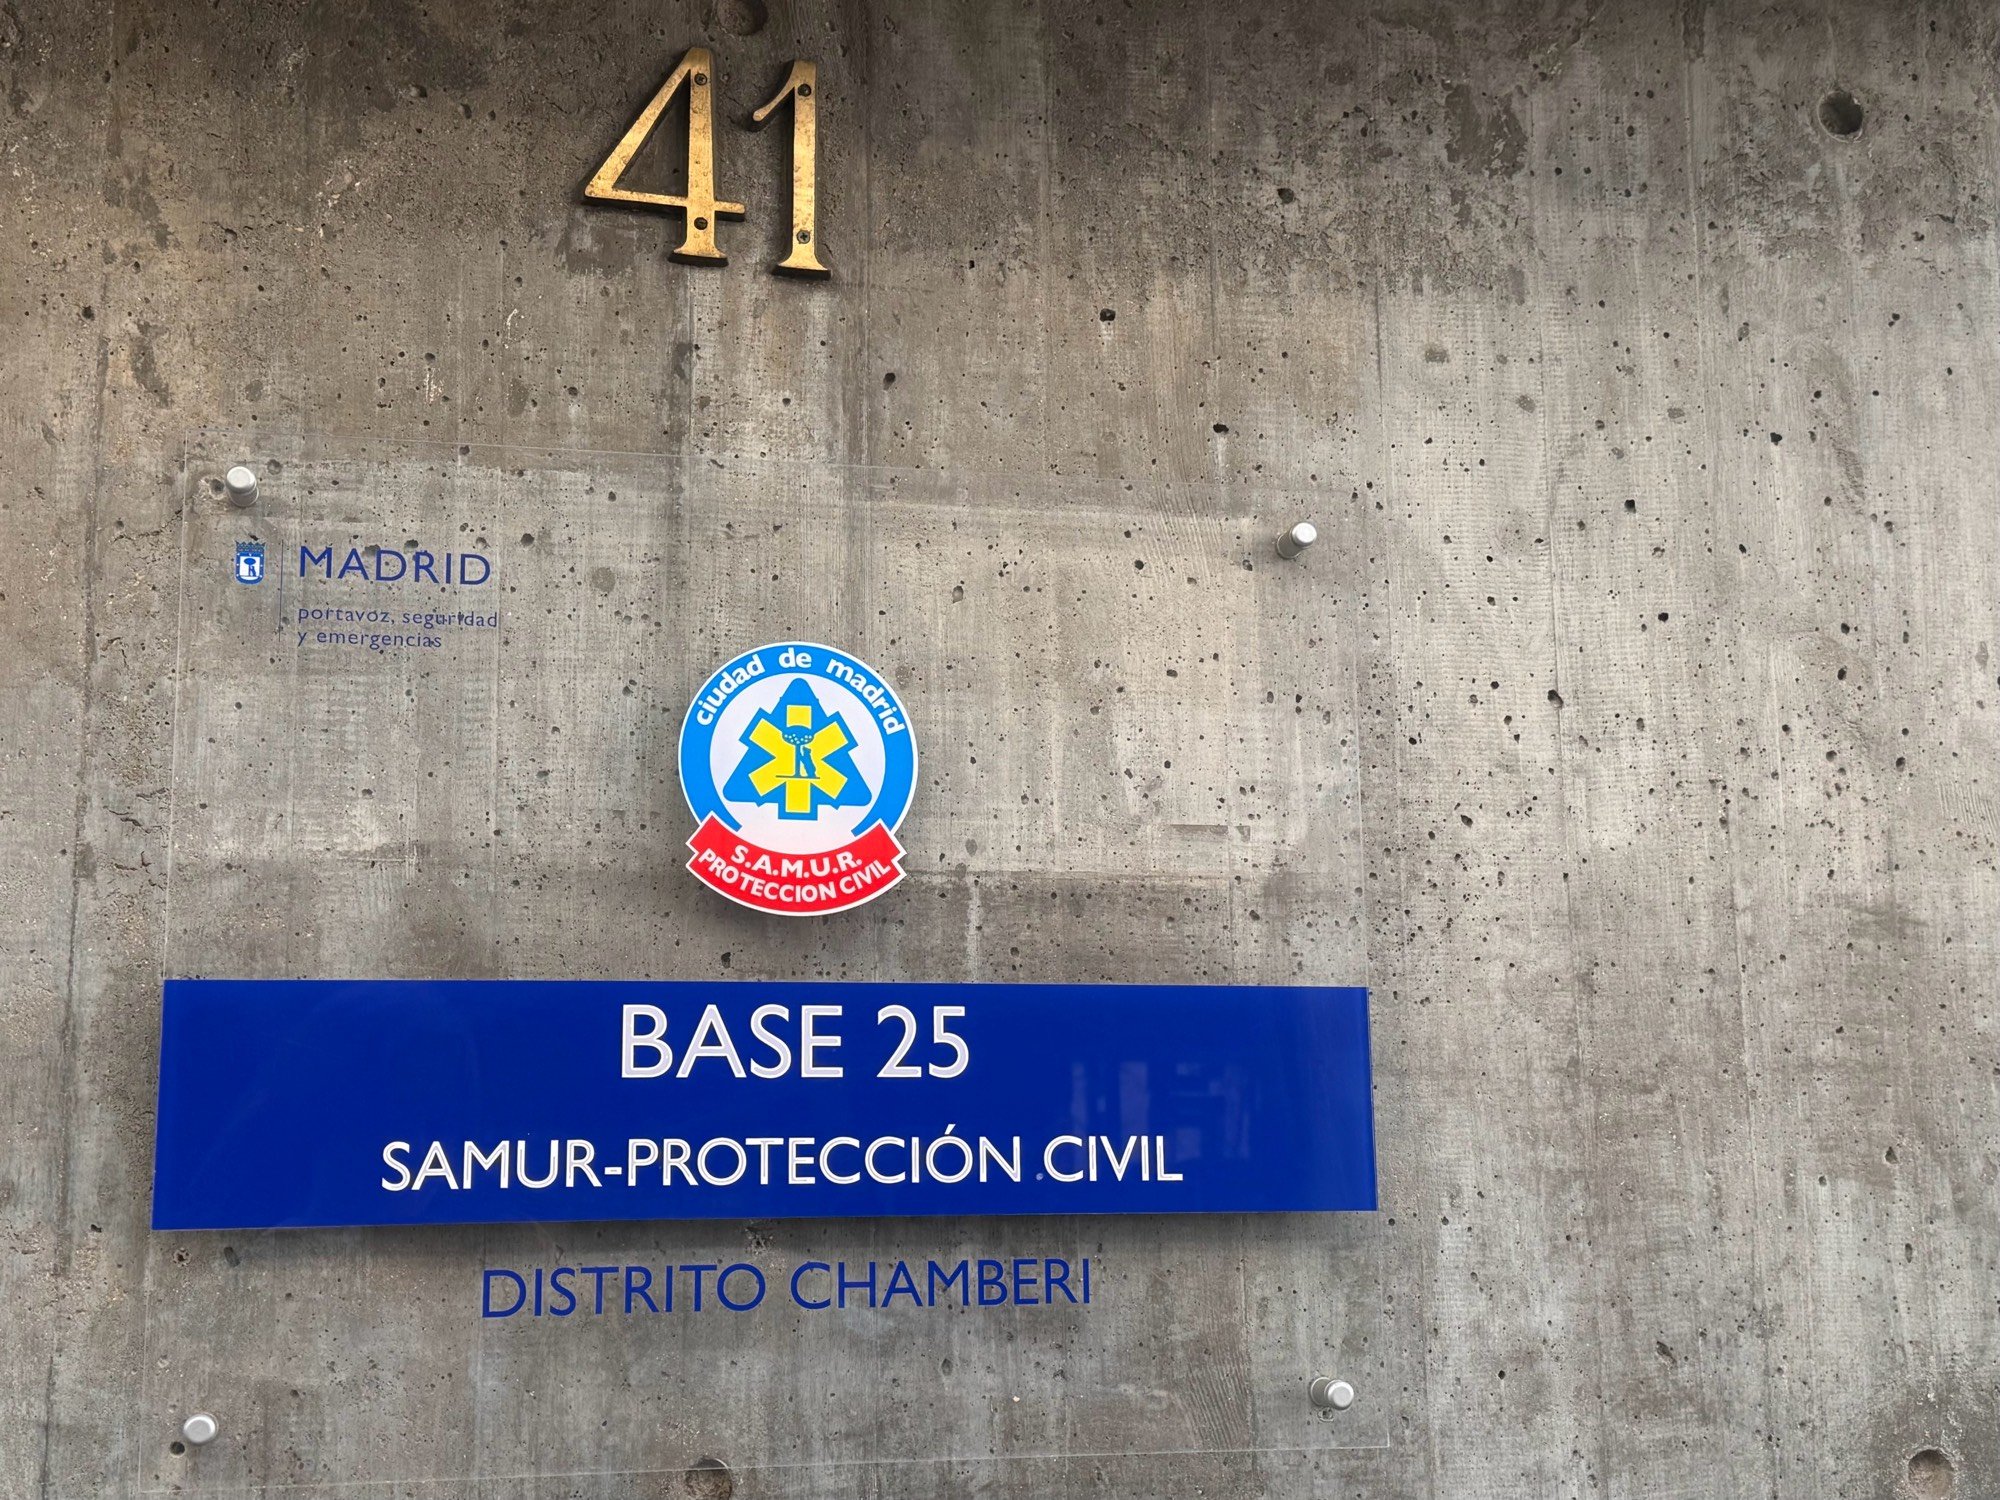 41
MADRID
portavoz, seguridad
y emergencias
ciudad de madrid
S.A.M.U.R.
PROTECCION CIVIL
BASE 25
SAMUR-PROTECCIÓN CIVIL
DISTRITO CHAMBERI